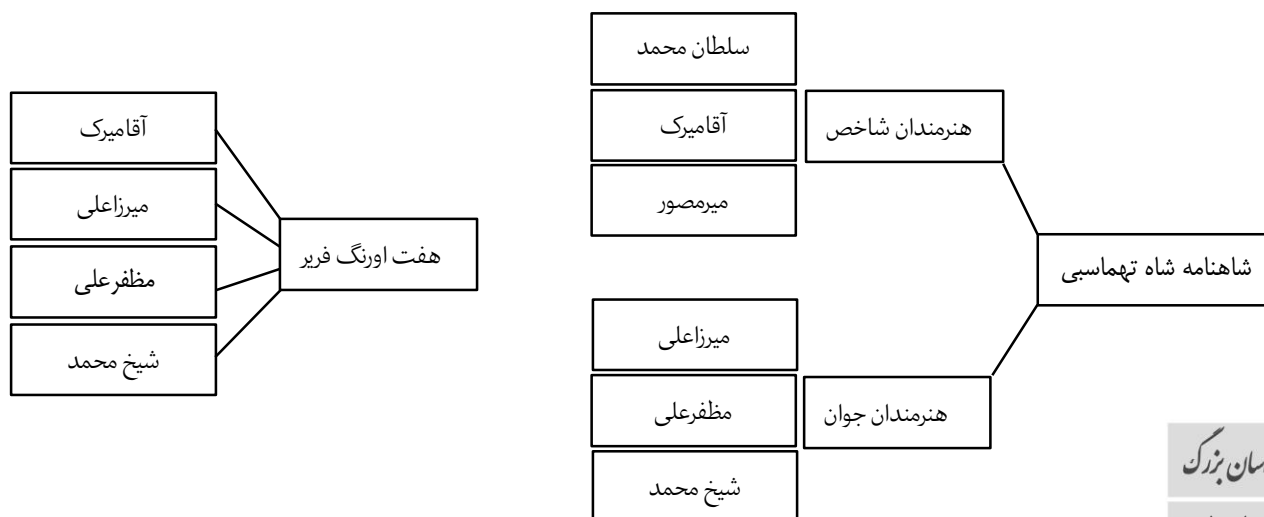 شاهنامه شاه تهماسبی
هنرمندان شاخص
سلطان محمد
آقامیرک
میرمصور
هنرمندان جوان
میرزاعلی
مظفرعلی
شیخ محمد
هفت اورنگ فریر
آقامیرک
میرزاعلی
مظفرعلی
شیخ محمد
بزرگ